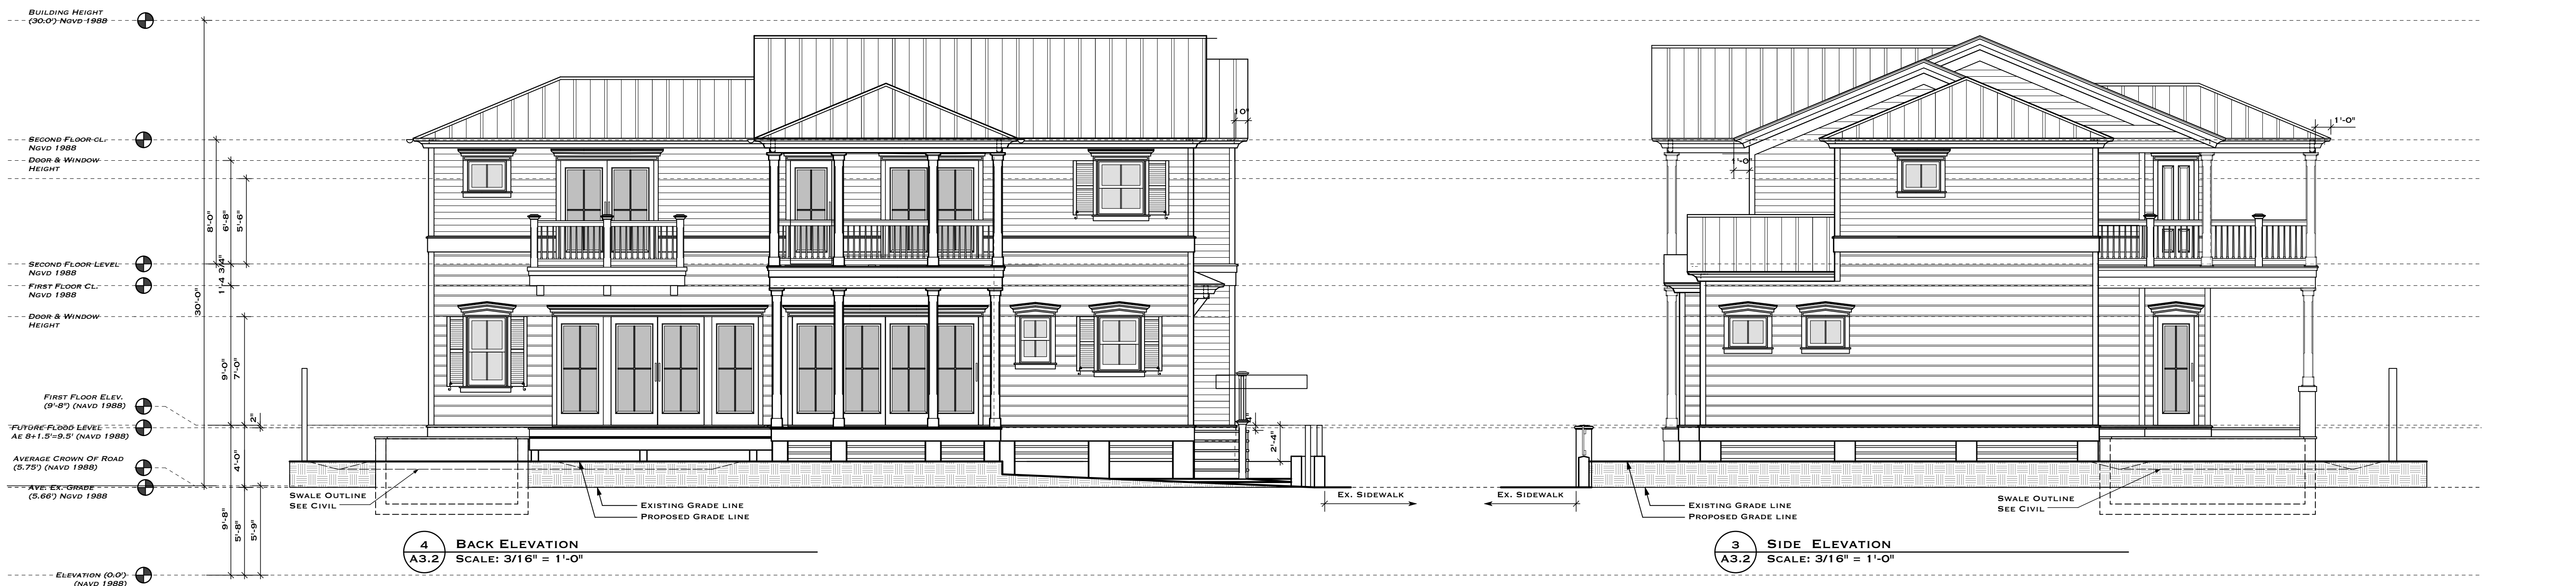 BUILDING HEIGHT
(30.0') NGVD 1988
SECOND FLOOR CL.
NGVD 1988
DOOR & WINDOW
HEIGHT
SECOND FLOOR LEVEL
NGVD 1988
FIRST FLOOR CL.
NGVD 1988
DOOR & WINDOW
HEIGHT
FIRST FLOOR ELEV.
(9'-8") (NAVD 1988)
FUTURE FLOOD LEVEL
AE 8+1.5'=9.5' (NAVD 1988)
AVERAGE CROWN OF ROAD
(5.75') (NAVD 1988)
AVE. EX. GRADE
(5.66') NGVD 1988
ELEVATION (0.0')
(NAVD 1988)
30'-0"
8'-0"
6'-8"
5'-6"
1'-4 3/4"
9'-0"
7'-0"
2"
4'-0"
9'-8"
5'-8"
5'-9"
10"
2'-4"
SWALE OUTLINE
SEE CIVIL
EXISTING GRADE LINE
PROPOSED GRADE LINE
EX. SIDEWALK
4
A3.2
BACK ELEVATION
SCALE: 3/16" = 1'-0"
1'-0"
1'-0"
EX. SIDEWALK
EXISTING GRADE LINE
PROPOSED GRADE LINE
SWALE OUTLINE
SEE CIVIL
3
A3.2
SIDE ELEVATION
SCALE: 3/16" = 1'-0"